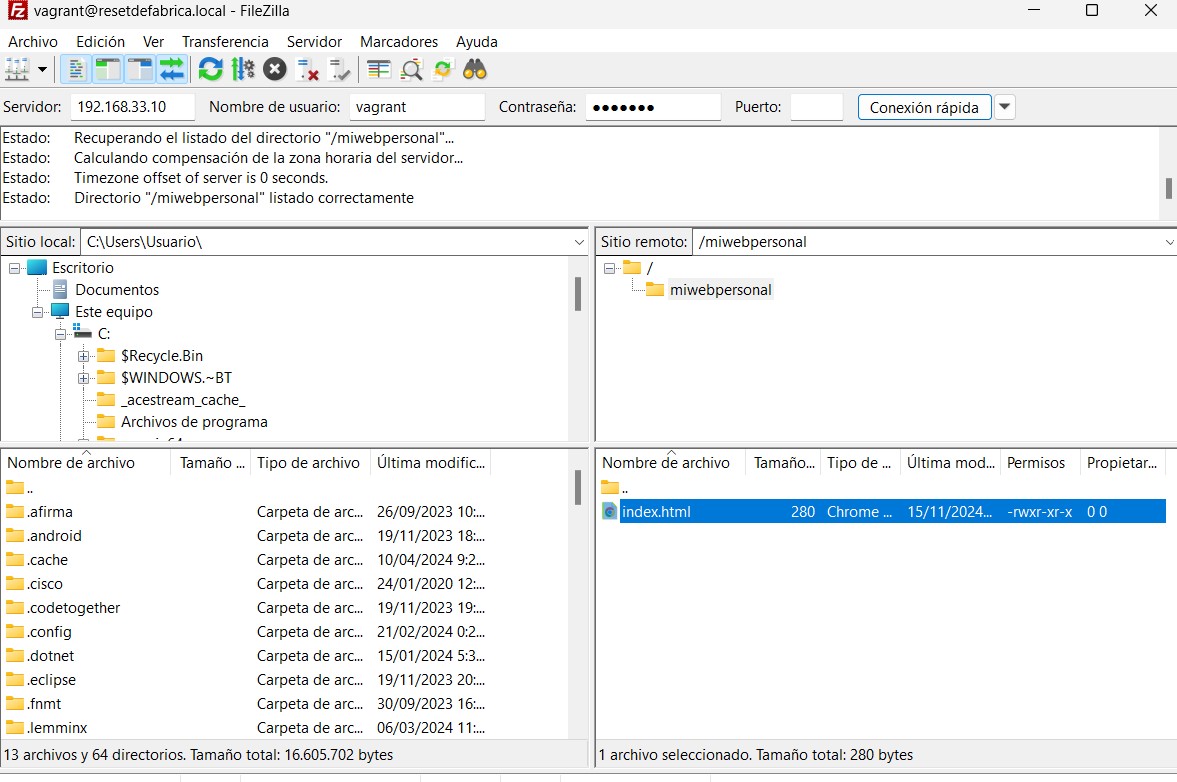 vagrant@resetdefabrica.local - FileZilla
Archivo Edición Ver Transferencia Servidor Marcadores Ayuda
Servidor: 192.168.33.10 Nombre de usuario: vagrant Contraseña: ●●●●●●● Puerto: Conexión rápida
Estado: Recuperando el listado del directorio "/miwebpersonal"...
Estado: Calculando compensación de la zona horaria del servidor...
Estado: Timezone offset of server is 0 seconds.
Estado: Directorio "/miwebpersonal" listado correctamente
Sitio local: C:\Users\Usuario\
Escritorio
Documentos
Este equipo
C:
$Recycle.Bin
$WINDOWS.~BT
_acestream_cache_
Archivos de programa
Sitio remoto: /miwebpersonal
/
miwebpersonal
Nombre de archivo Tamaño ... Tipo de archivo Última modific...
..
.afirma Carpeta de arc... 26/09/2023 10:...
.android Carpeta de arc... 19/11/2023 18:...
.cache Carpeta de arc... 10/04/2024 9:2...
.cisco Carpeta de arc... 24/01/2020 12:...
.codetogether Carpeta de arc... 19/11/2023 19:...
.config Carpeta de arc... 21/02/2024 0:2...
.dotnet Carpeta de arc... 15/01/2024 5:3...
.eclipse Carpeta de arc... 19/11/2023 20:...
.fnmt Carpeta de arc... 30/09/2023 16:...
.lemminx Carpeta de arc... 06/03/2024 11:...
13 archivos y 64 directorios. Tamaño total: 16.605.702 bytes
Nombre de archivo Tamaño... Tipo de ... Última mod... Permisos Propietar...
..
index.html 280 Chrome ... 15/11/2024... -rwxr-xr-x 0 0
1 archivo seleccionado. Tamaño total: 280 bytes